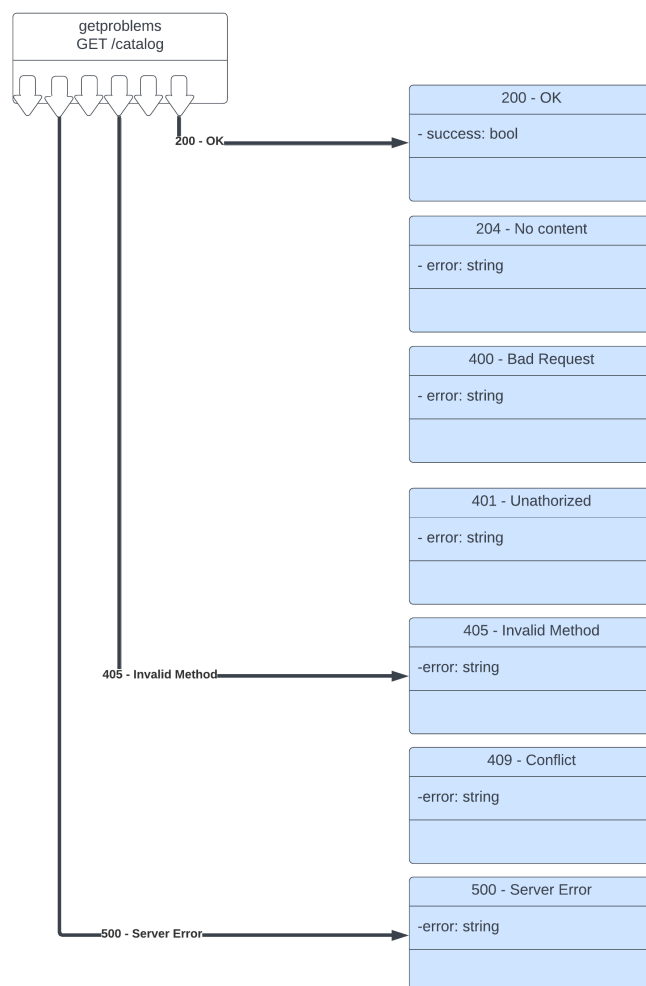 getproblems
GET /catalog
200 - OK
- success: bool
200 - OK
204 - No content
- error: string
400 - Bad Request
- error: string
401 - Unathorized
- error: string
405 - Invalid Method
-error: string
405 - Invalid Method
409 - Conflict
-error: string
500 - Server Error
-error: string
500 - Server Error